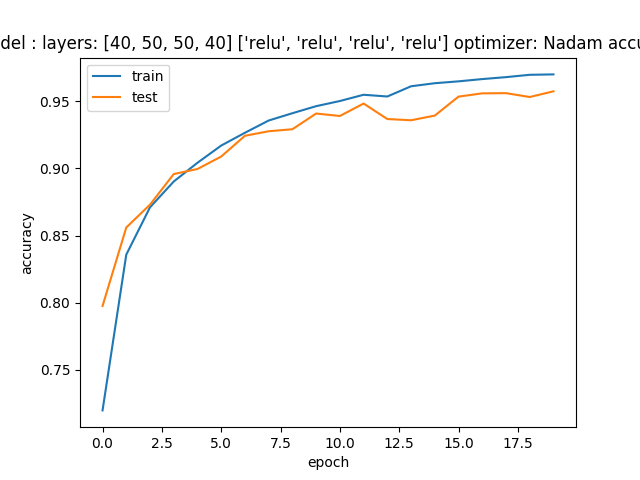 del : layers: [40, 50, 50, 40] ['relu', 'relu', 'relu', 'relu'] optimizer: Nadam accu
train
test
0.95
0.90
0.85
0.80
0.75
accuracy
0.0 2.5 5.0 7.5 10.0 12.5 15.0 17.5
epoch